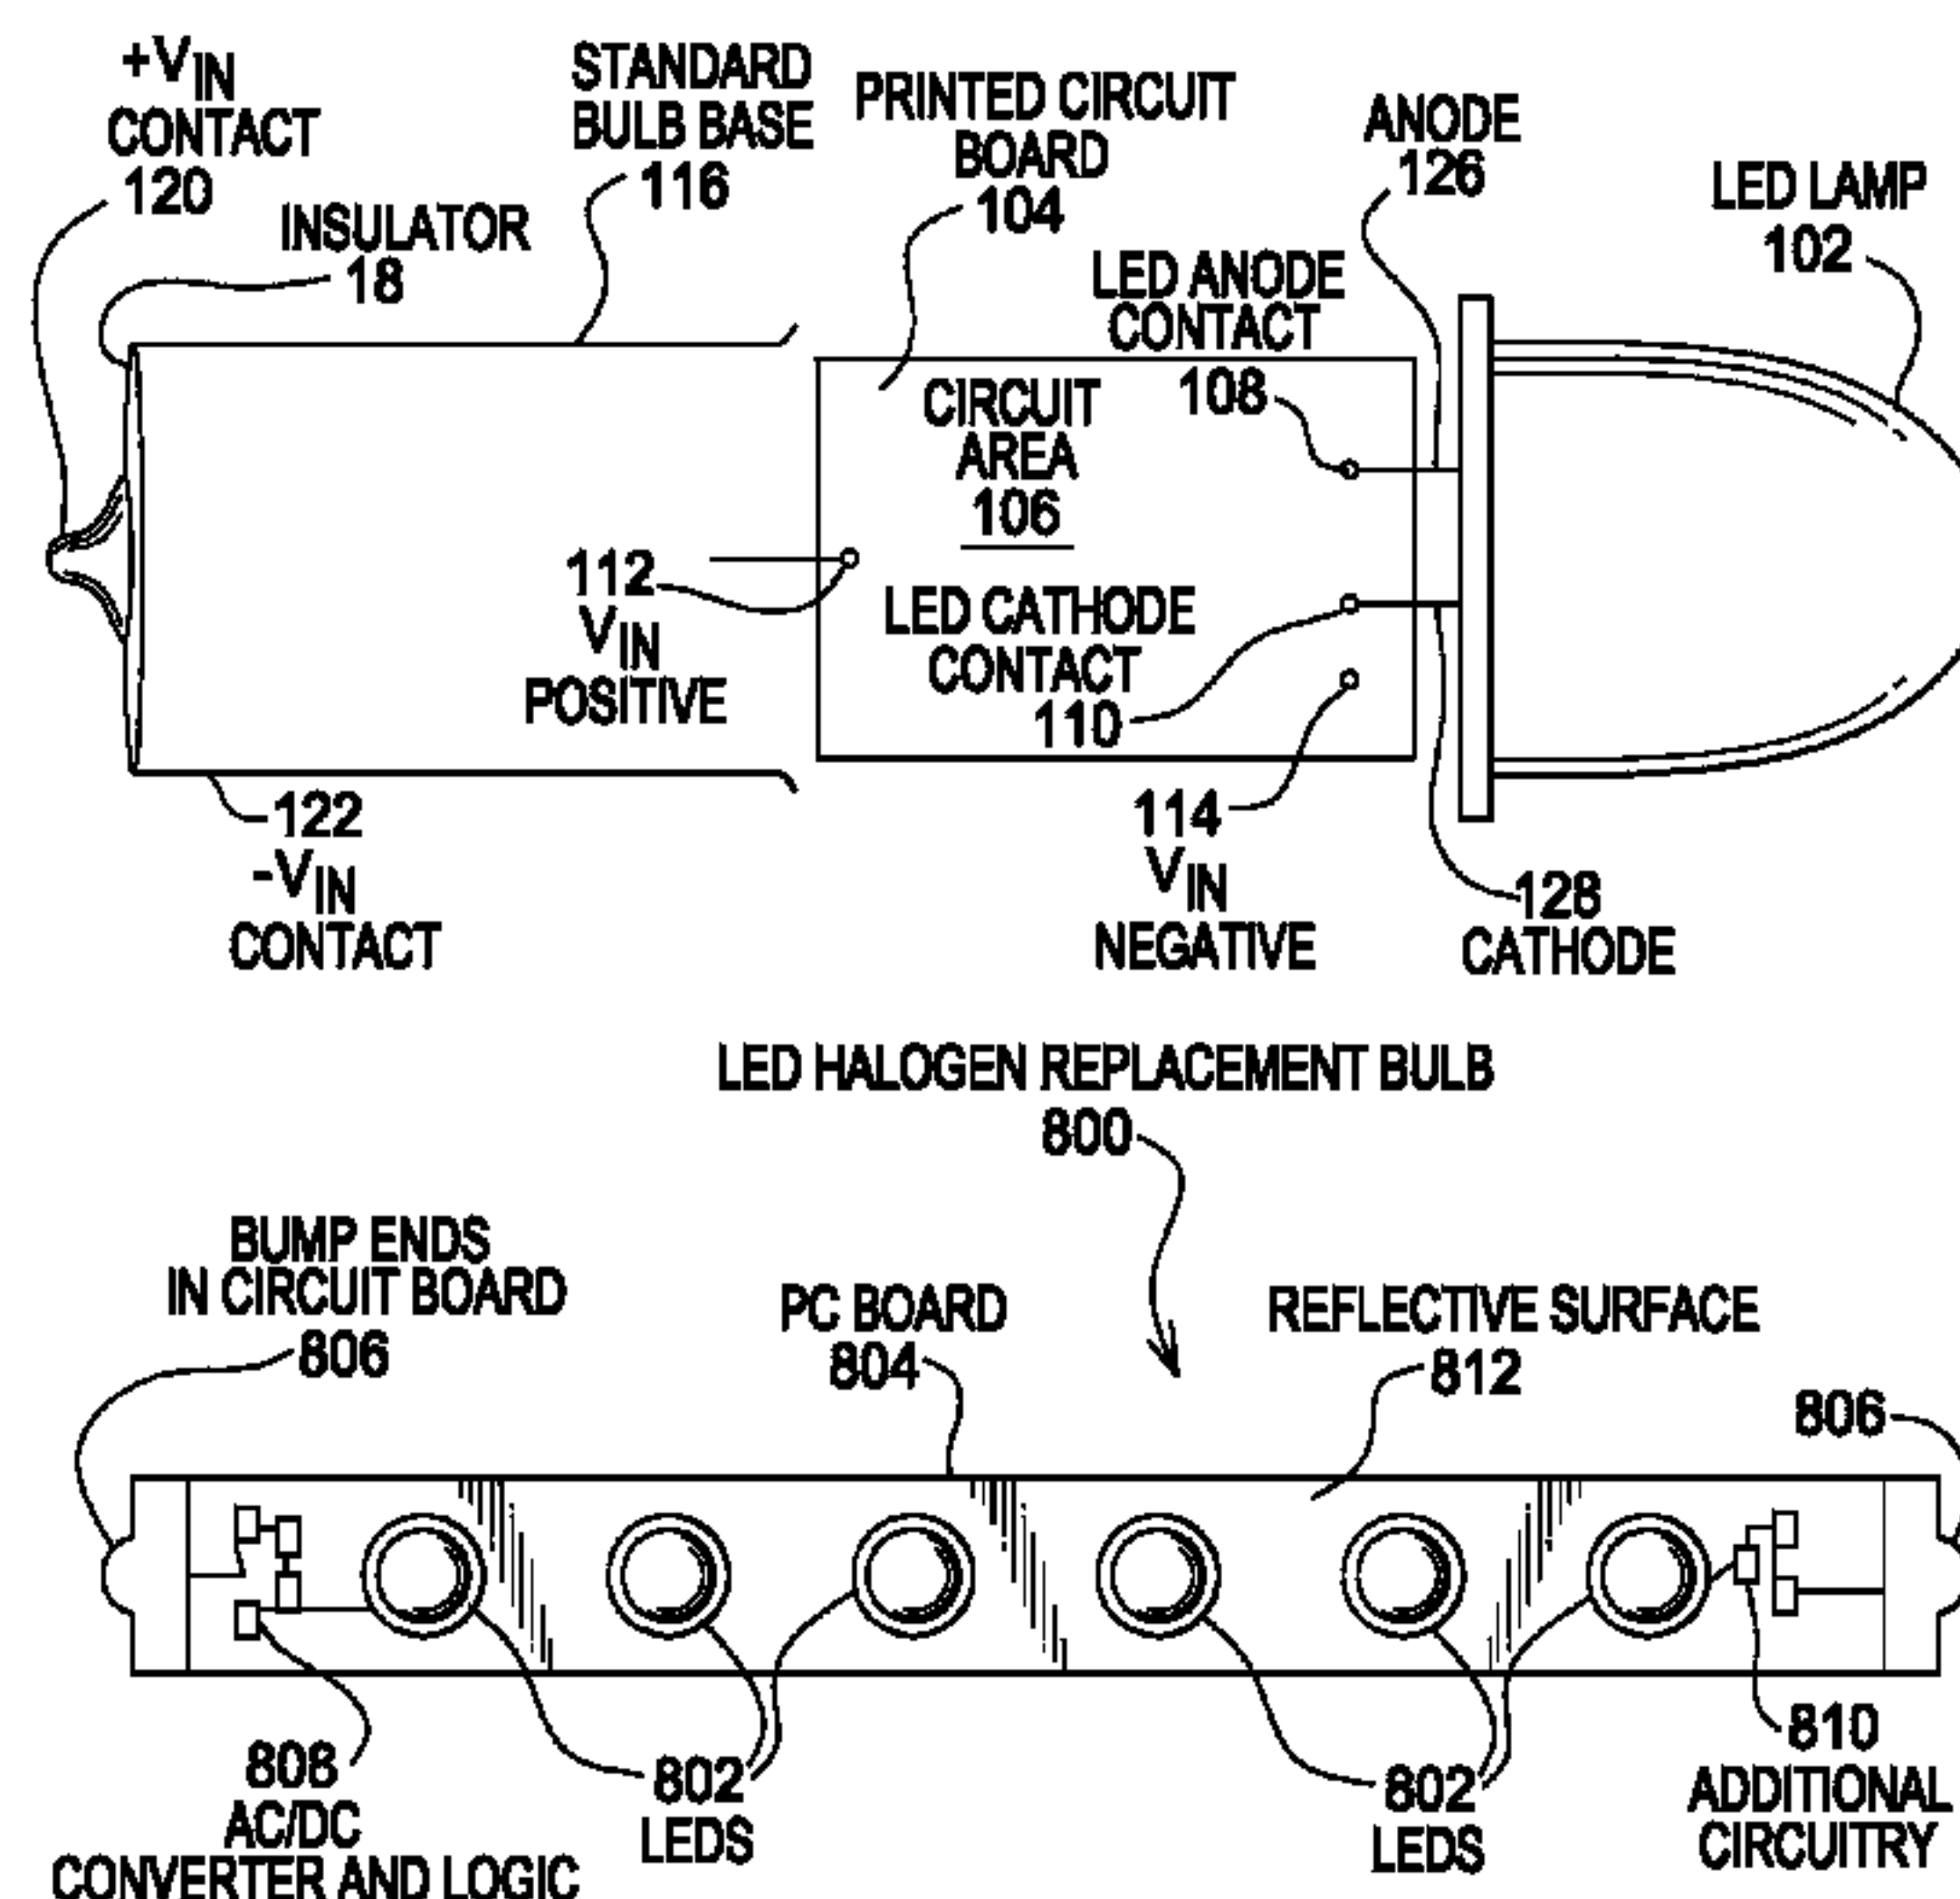 +VIN
CONTACT
120
INSULATOR
18
STANDARD
BULB BASE
116
PRINTED CIRCUIT
BOARD
104
ANODE
126
LED LAMP
102
LED ANODE
CONTACT
108
CIRCUIT
AREA
106
112
VIN
POSITIVE
LED CATHODE
CONTACT
110
122
-VIN
CONTACT
114
VIN
NEGATIVE
128
CATHODE
LED HALOGEN REPLACEMENT BULB
800
BUMP ENDS
IN CIRCUIT BOARD
806
PC BOARD
804
REFLECTIVE SURFACE
812
806
808
AC/DC
CONVERTER AND LOGIC
802
LEDS
802
LEDS
810
ADDITIONAL
CIRCUITRY